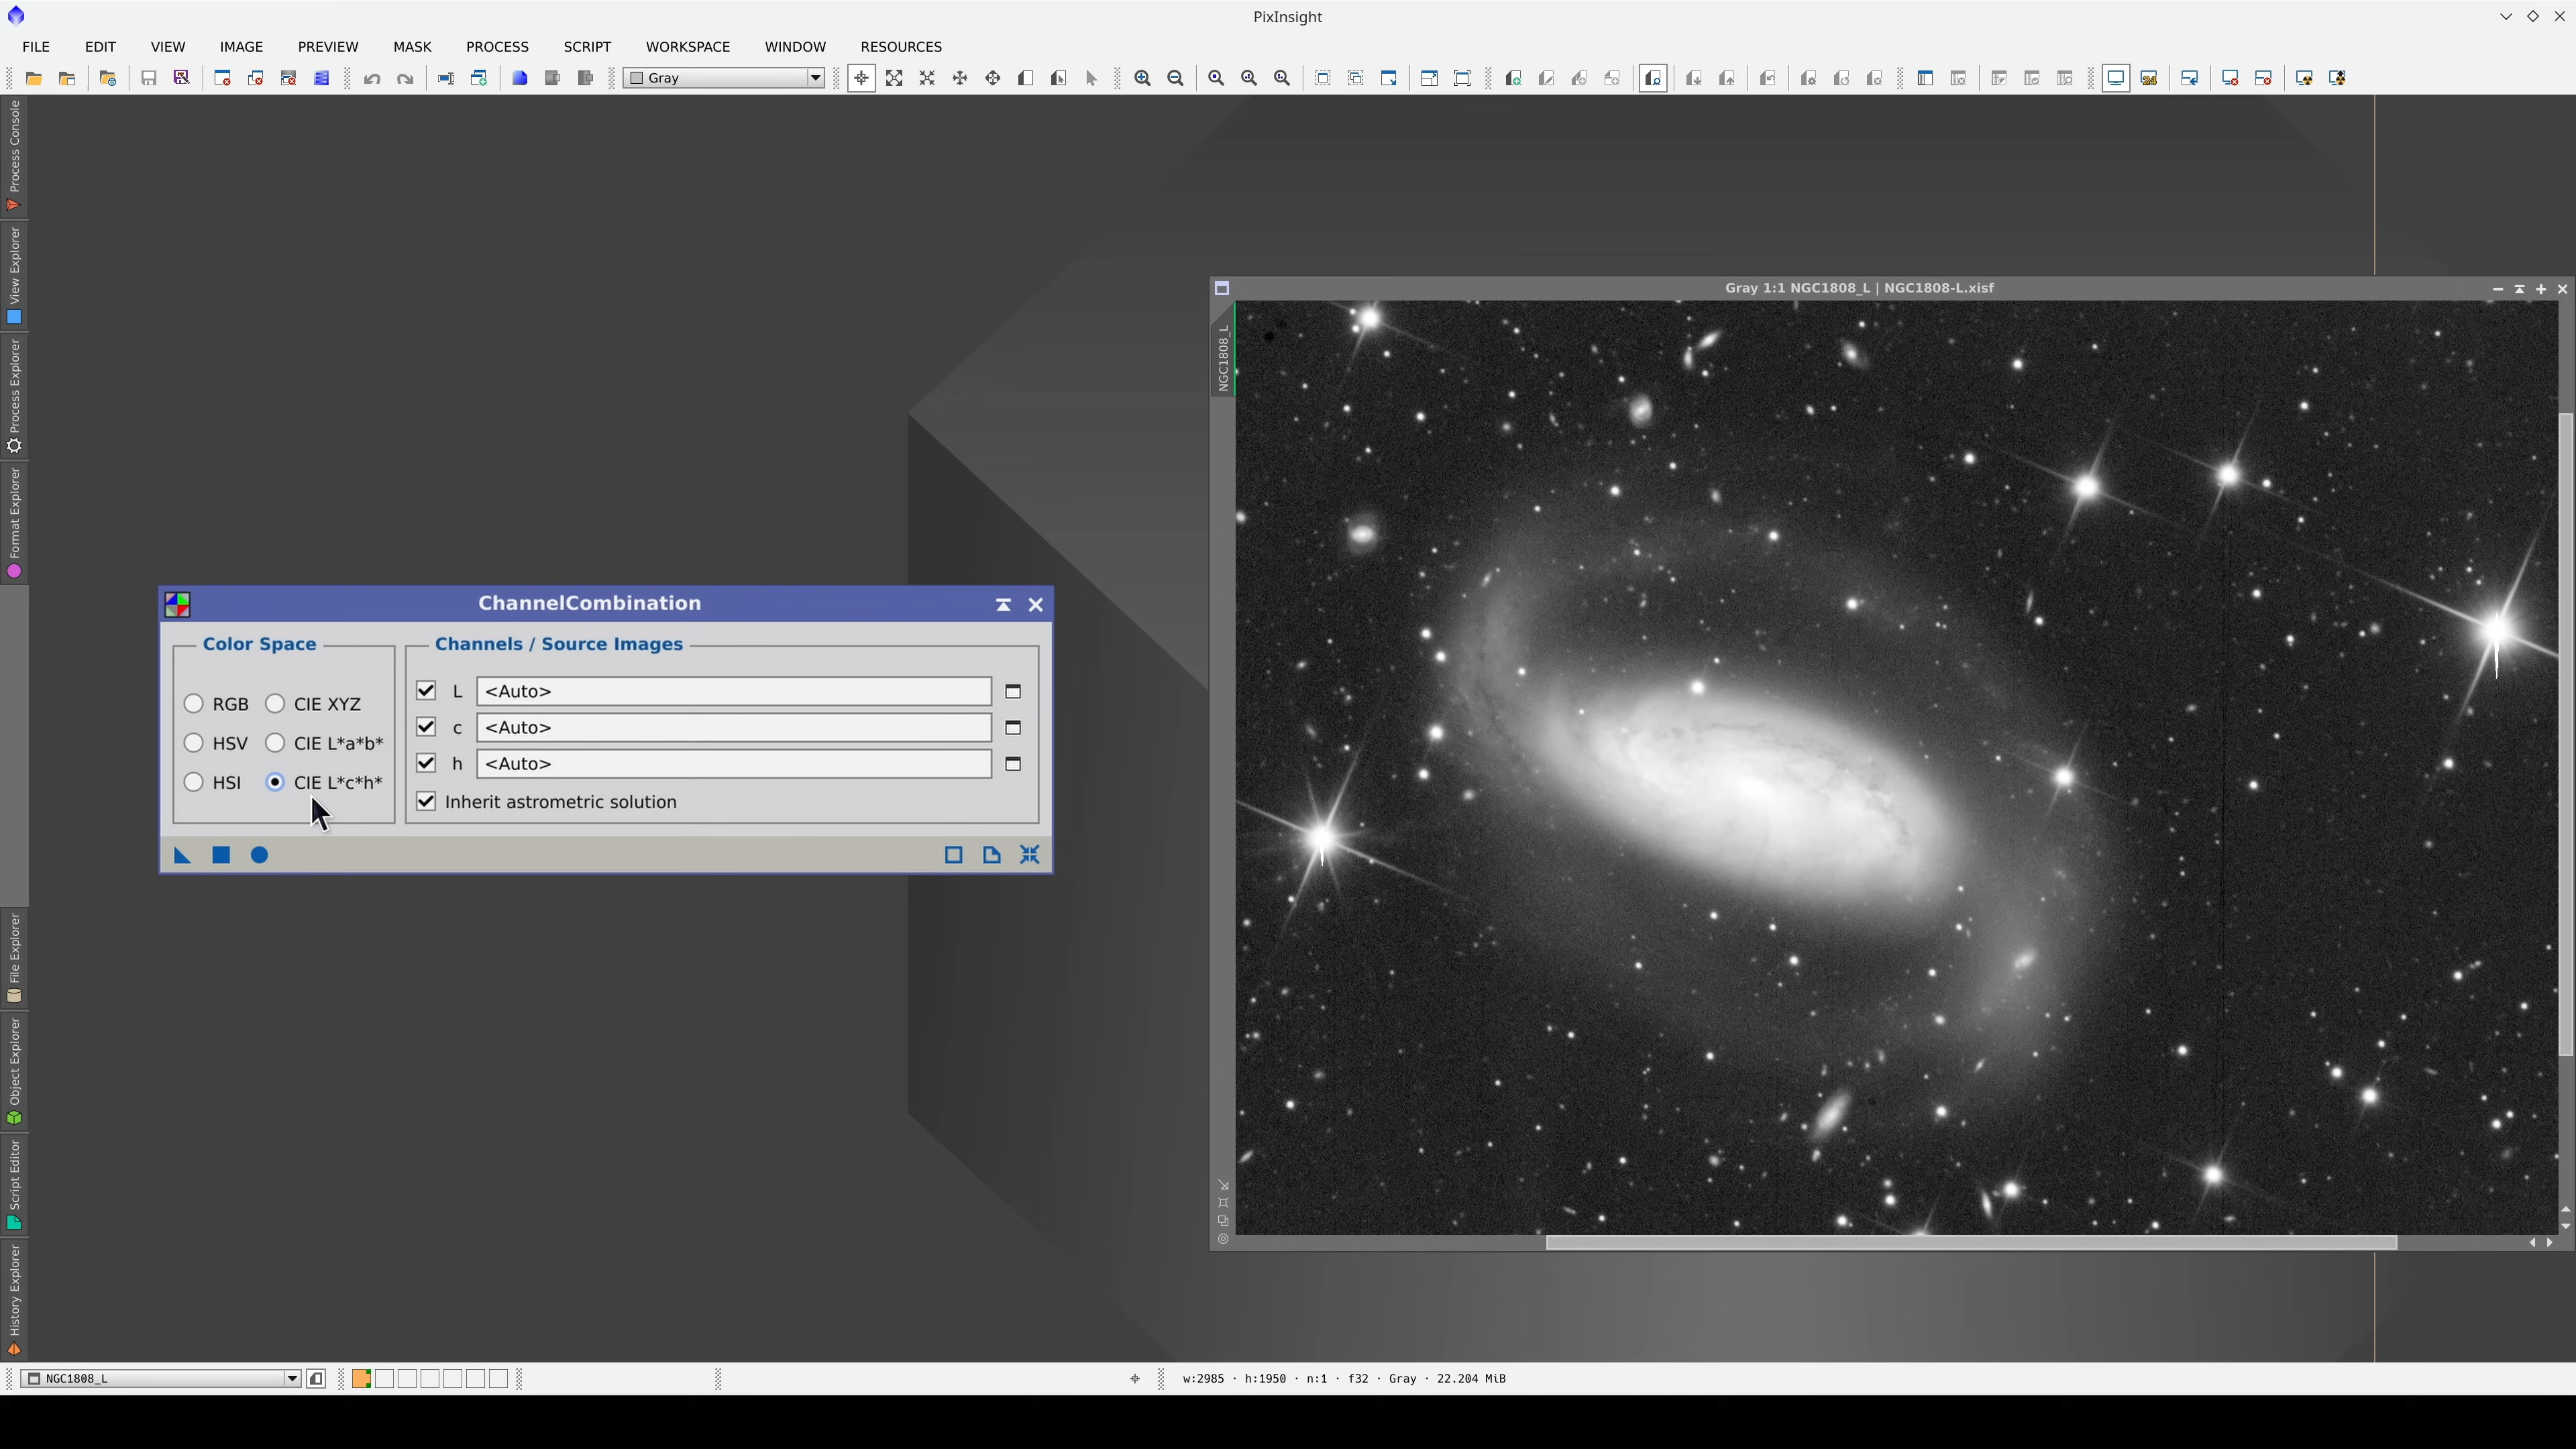 PixInsight
FILE EDIT VIEW IMAGE PREVIEW MASK PROCESS SCRIPT WORKSPACE WINDOW RESOURCES
Gray
24
Process Console
View Explorer
Process Explorer
Format Explorer
File Explorer
Object Explorer
Script Editor
History Explorer
ChannelCombination
Color Space
RGB CIE XYZ
HSV CIE L*a*b*
HSI CIE L*c*h*
Channels / Source Images
L <Auto>
c <Auto>
h <Auto>
Inherit astrometric solution
Gray 1:1 NGC1808_L | NGC1808-L.xisf
NGC1808_L
NGC1808_L
w:2985 · h:1950 · n:1 · f32 · Gray · 22.204 MiB